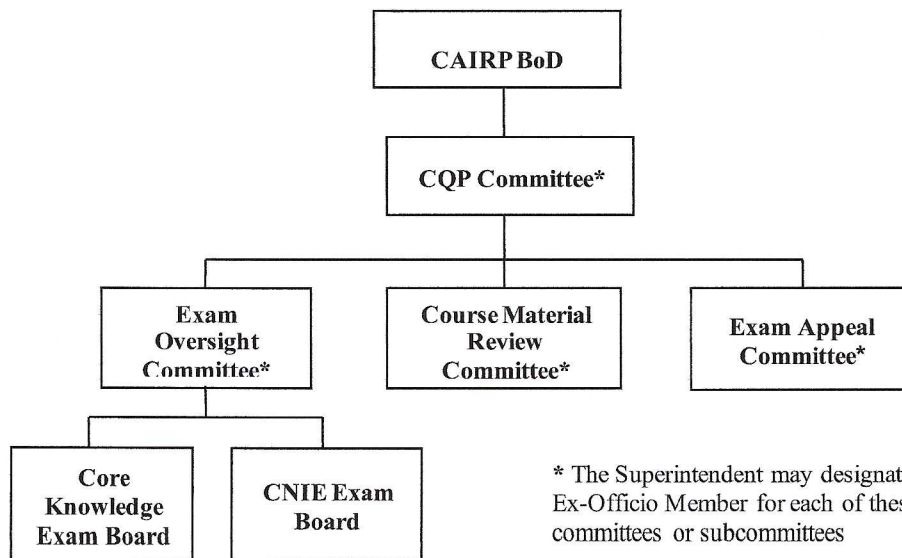 CAIRP BoD
CQP Committee*
Exam
Oversight
Committee*
Course Material
Review
Committee*
Exam Appeal
Committee*
Core
Knowledge
Exam Board
CNIE Exam
Board
* The Superintendent may designat
Ex-Officio Member for each of thes
committees or subcommittees